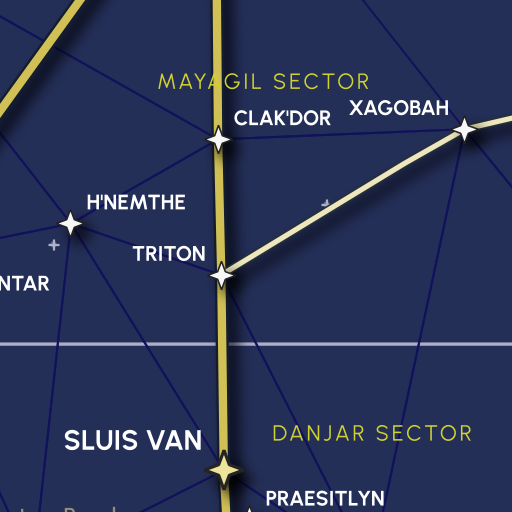 MAYAGIL SECTOR
XAGOBAH
CLAK'DOR
H'NEMTHE
TRITON
NTAR
DANJAR SECTOR
SLUIS VAN
PRAESITLYN